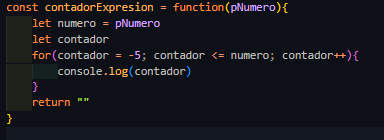 const contadorExpresion = function(pNumero){
    let numero = pNumero
    let contador
    for(contador = -5; contador <= numero; contador++){
        console.log(contador)
    }
    return ""
}